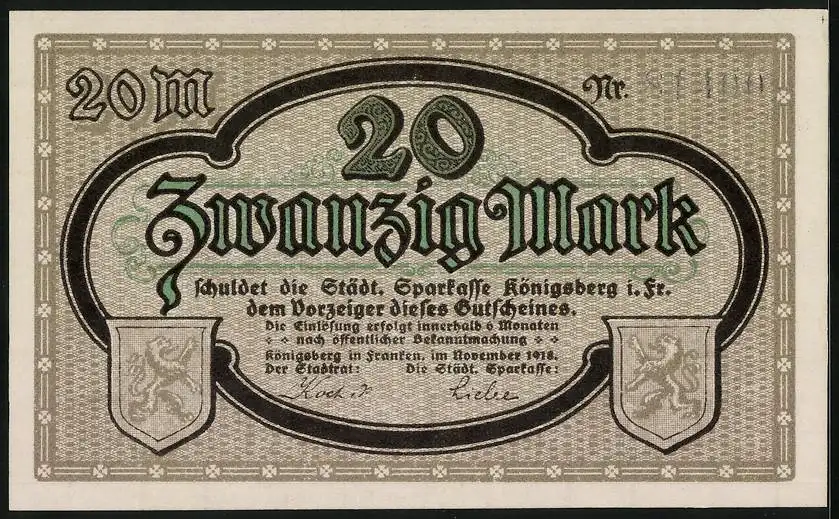 20 M
Nr.
20
Zwanzig Mark
schuldet die Städt. Sparkasse Königsberg i. Fr.
dem Vorzeiger dieses Gutscheines.
Die Einlösung erfolgt innerhalb 6 Monaten
nach öffentlicher Bekanntmachung
Königsberg in Franken, im November 1918.
Der Stadtrat: Die Städt. Sparkasse:
Koch